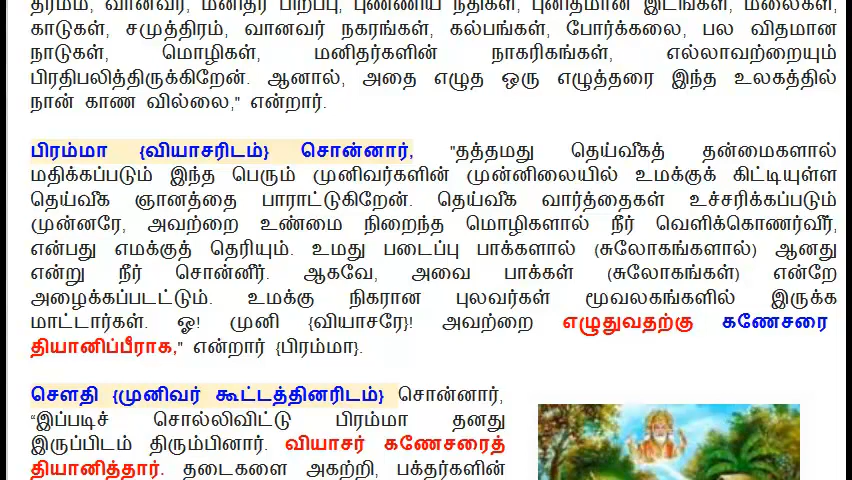 தர்மம், வானவர், மனிதர் பிறப்பு, புண்ணிய நதிகள், புனிதமான இடங்கள், மலைகள்,
காடுகள், சமுத்திரம், வானவர் நகரங்கள், கல்பங்கள், போர்க்கலை, பல விதமான
நாடுகள், மொழிகள், மனிதர்களின் நாகரிகங்கள், எல்லாவற்றையும்
பிரதிபலித்திருக்கிறேன். ஆனால், அதை எழுத ஒரு எழுத்தரை இந்த உலகத்தில்
நான் காண வில்லை," என்றார்.
பிரம்மா {வியாசரிடம்} சொன்னார், "தத்தமது தெய்வீகத் தன்மைகளால்
மதிக்கப்படும் இந்த பெரும் முனிவர்களின் முன்னிலையில் உமக்குக் கிட்டியுள்ள
தெய்வீக ஞானத்தை பாராட்டுகிறேன். தெய்வீக வார்த்தைகள் உச்சரிக்கப்படும்
முன்னரே, அவற்றை உண்மை நிறைந்த மொழிகளால் நீர் வெளிக்கொணர்வீர்,
என்பது எமக்குத் தெரியும். உமது படைப்பு பாக்களால் (சுலோகங்களால்) ஆனது
என்று நீர் சொன்னீர். ஆகவே, அவை பாக்கள் (சுலோகங்கள்) என்றே
அழைக்கப்படட்டும். உமக்கு நிகரான புலவர்கள் மூவலகங்களில் இருக்க
மாட்டார்கள். ஓ! முனி {வியாசரே}! அவற்றை எழுதுவதற்கு கணேசரை
தியானிப்பீராக," என்றார் {பிரம்மா}.
சௌதி {முனிவர் கூட்டத்தினரிடம்} சொன்னார்,
“இப்படிச் சொல்லிவிட்டு பிரம்மா தனது
இருப்பிடம் திரும்பினார். வியாசர் கணேசரைத்
தியானித்தார். தடைகளை அகற்றி, பக்தர்களின்